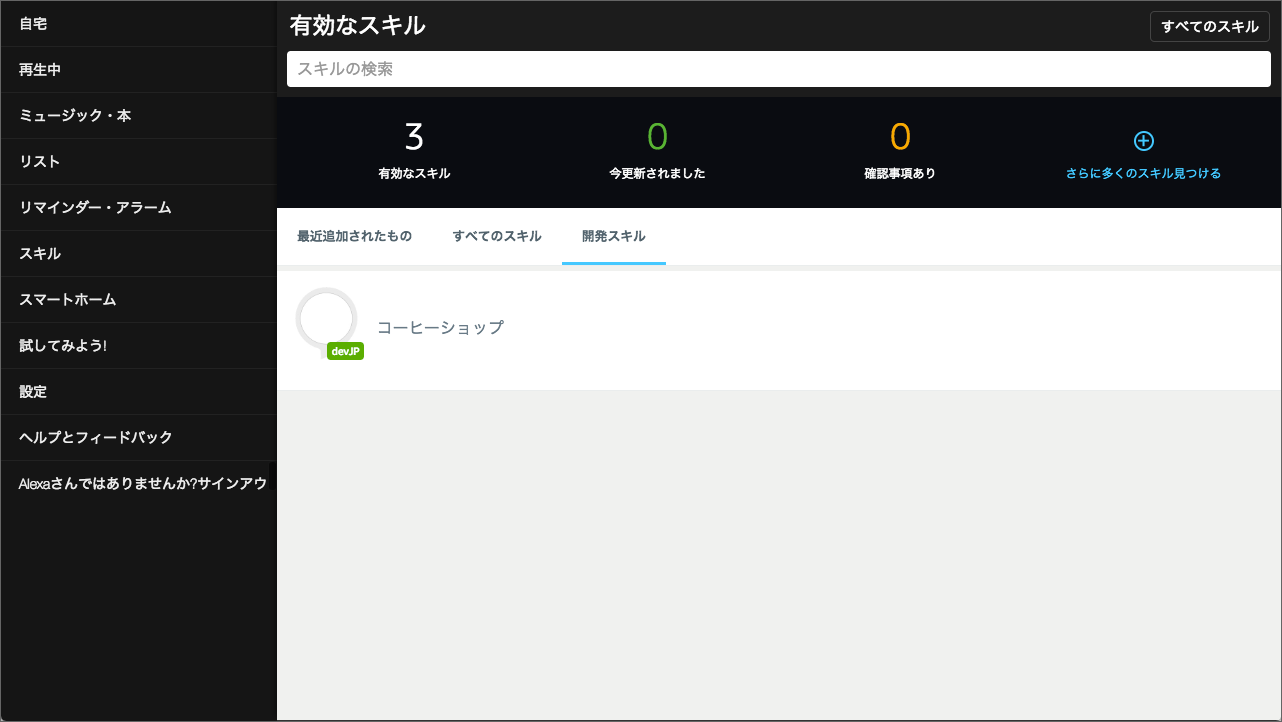 自宅
再生中
ミュージック・本
リスト
リマインダー・アラーム
スキル
スマートホーム
試してみよう!
設定
ヘルプとフィードバック
Alexaさんではありませんか?サインアウ
有効なスキル
すべてのスキル
スキルの検索
3
有効なスキル
0
今更新されました
0
確認事項あり
さらに多くのスキル見つける
最近追加されたもの
すべてのスキル
開発スキル
コーヒーショップ
devJP